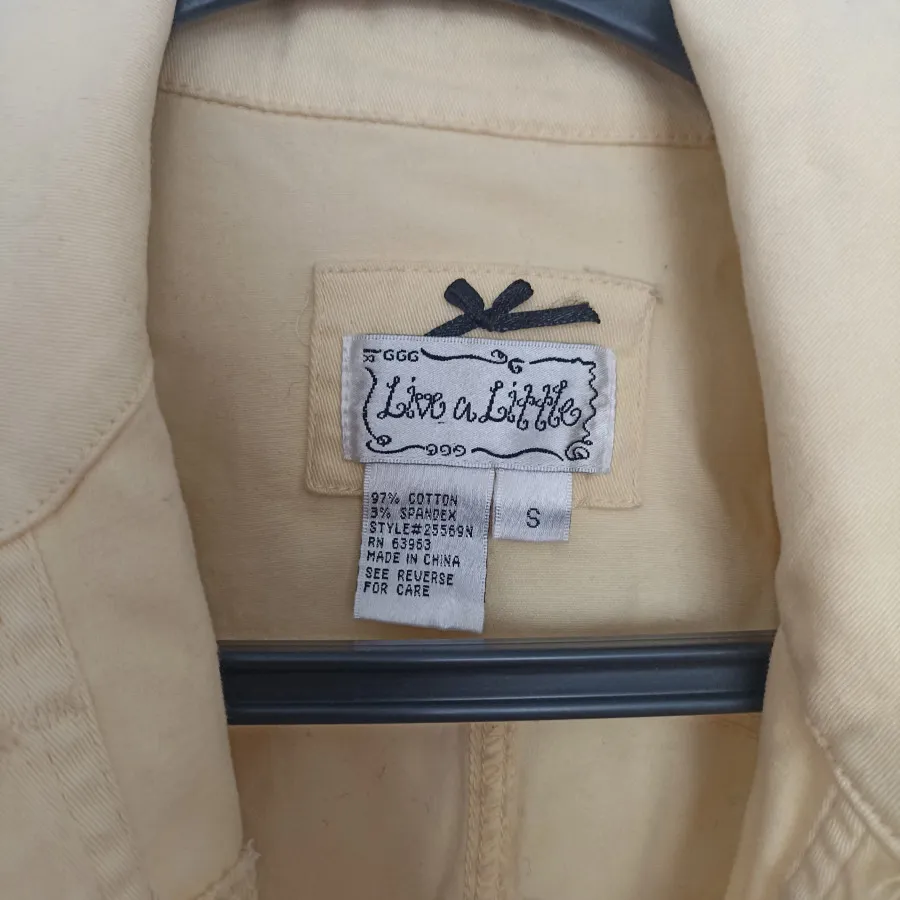 Live a Little
97% COTTON
3% SPANDEX
STYLE#25569N
RN 63963
MADE IN CHINA
SEE REVERSE
FOR CARE
S